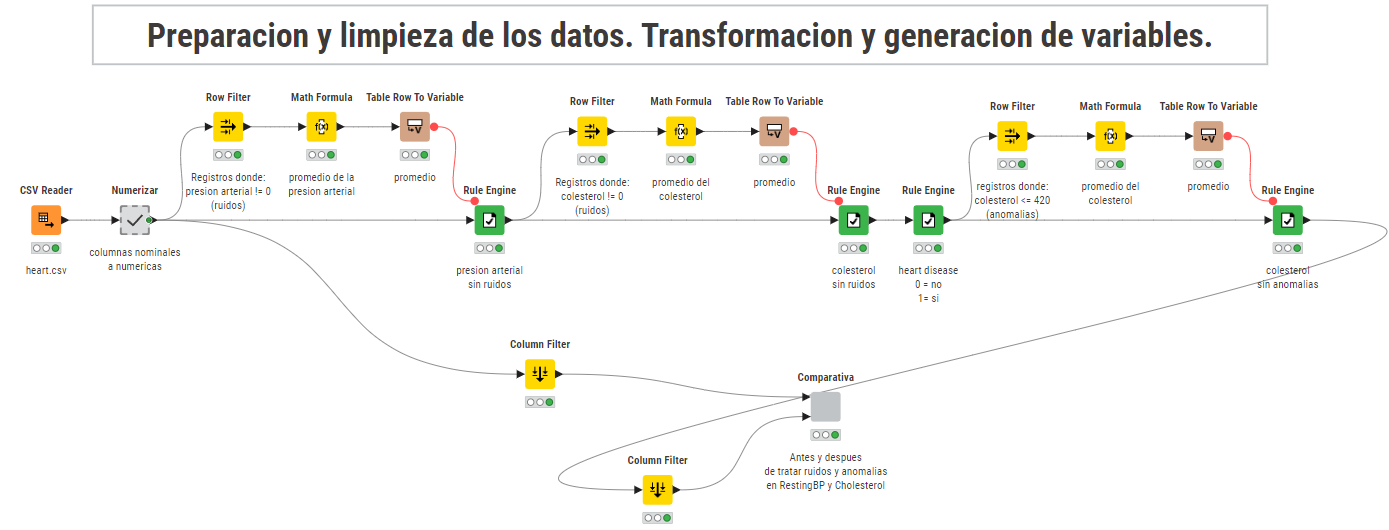 Preparacion y limpieza de los datos. Transformacion y generacion de variables.
Row Filter
Math Formula
Table Row To Variable
Registros donde:
presion arterial != 0
(ruidos)
promedio de la
presion arterial
promedio
Row Filter
Math Formula
Table Row To Variable
Registros donde:
colesterol != 0
(ruidos)
promedio del
colesterol
promedio
Row Filter
Math Formula
Table Row To Variable
registros donde:
colesterol <= 420
(anomalias)
promedio del
colesterol
promedio
CSV Reader
heart.csv
Numerizar
columnas nominales
a numericas
Rule Engine
presion arterial
sin ruidos
Rule Engine
colesterol
sin ruidos
Rule Engine
heart disease
0 = no
1= si
Rule Engine
colesterol
sin anomalias
Column Filter
Comparativa
Antes y despues
de tratar ruidos y anomalias
en RestingBP y Cholesterol
Column Filter